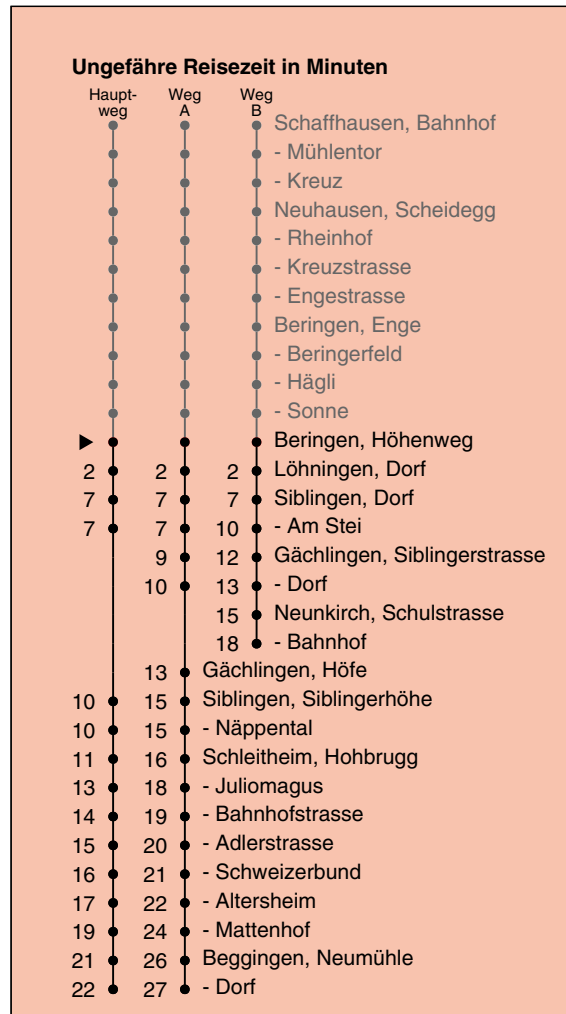 Ungefähre Reisezeit in Minuten
Haupt- Weg Weg
weg A B
Schaffhausen, Bahnhof
- Mühlentor
- Kreuz
Neuhausen, Scheidegg
- Rheinhof
- Kreuzstrasse
- Engestrasse
Beringen, Enge
- Beringerfeld
- Hägli
- Sonne
Beringen, Höhenweg
2 2 2 Löhningen, Dorf
7 7 7 Siblingen, Dorf
7 7 10 - Am Stei
9 12 Gächlingen, Siblingerstrasse
10 13 - Dorf
15 Neunkirch, Schulstrasse
18 - Bahnhof
13 Gächlingen, Höfe
10 15 Siblingen, Siblingerhöhe
10 15 - Näppental
11 16 Schleitheim, Hohbrugg
13 18 - Juliomagus
14 19 - Bahnhofstrasse
15 20 - Adlerstrasse
16 21 - Schweizerbund
17 22 - Altersheim
19 24 - Mattenhof
21 26 Beggingen, Neumühle
22 27 - Dorf